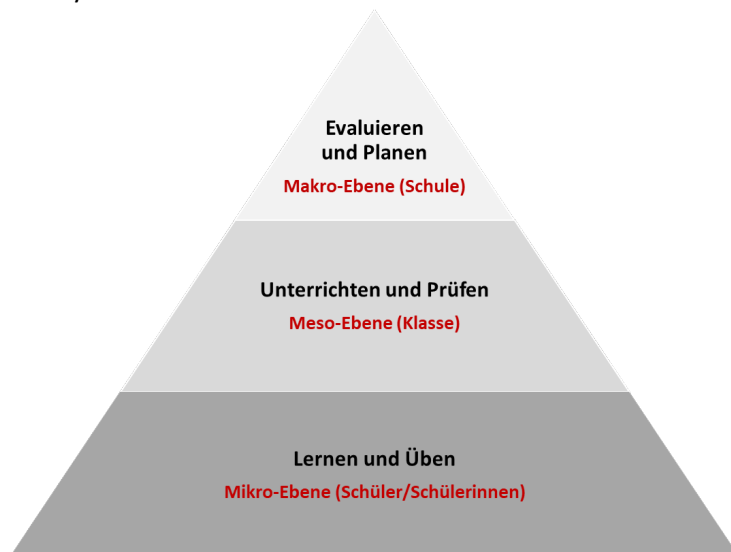 Evaluieren
und Planen
Makro-Ebene (Schule)
Unterrichten und Prüfen
Meso-Ebene (Klasse)
Lernen und Üben
Mikro-Ebene (Schüler/Schülerinnen)